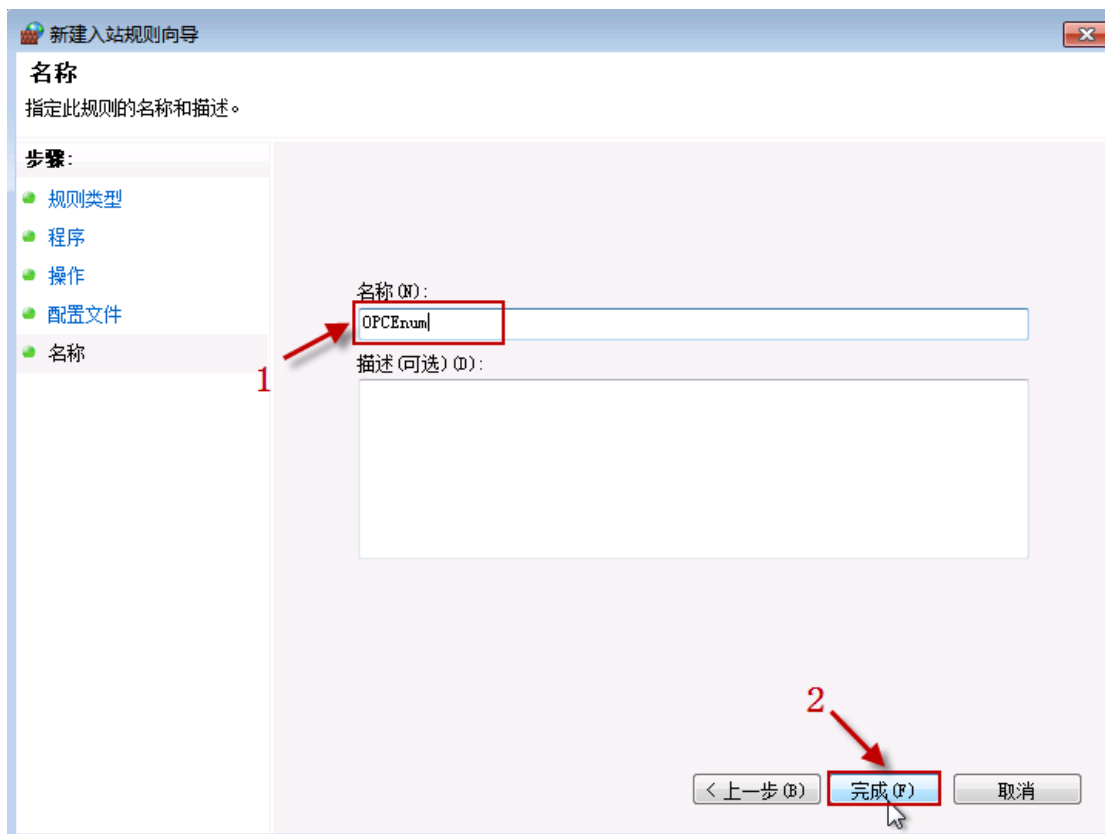 新建入站规则向导
名称
指定此规则的名称和描述。
步骤:
规则类型
程序
操作
配置文件
名称
名称(N):
OPCEnum
1
描述(可选)(D):
2
< 上一步(B)
完成(F)
取消